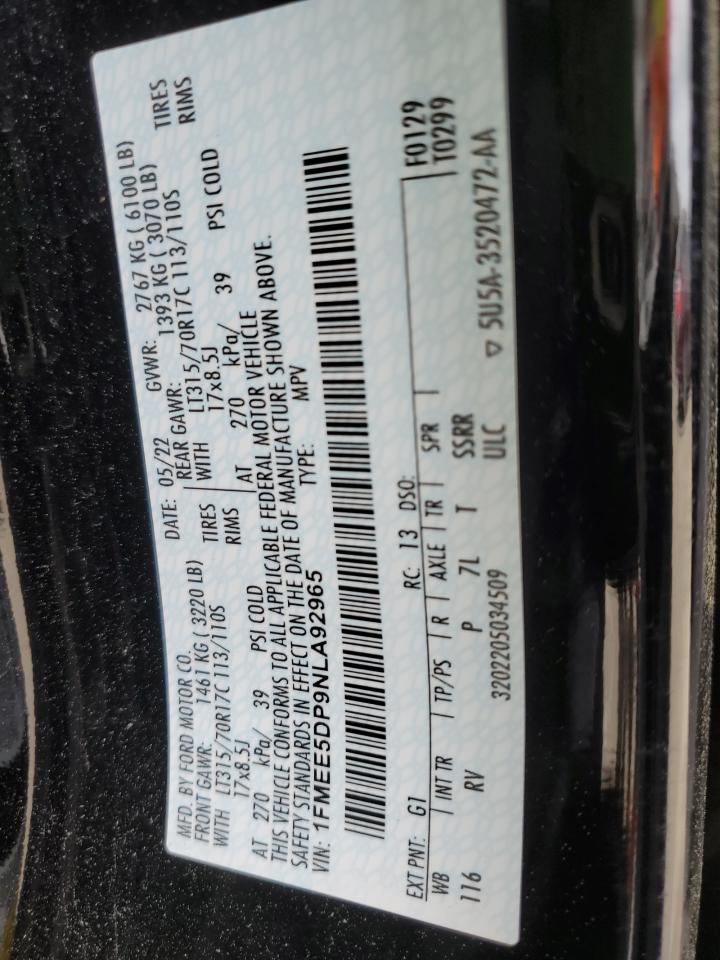 MFD. BY FORD MOTOR CO.
DATE: 05/22 GVWR: 2767 KG ( 6100 LB)
FRONT GAWR: 1461 KG ( 3220 LB) REAR GAWR: 1393 KG ( 3070 LB)
WITH LT315/70R17C 113/110S TIRES WITH LT315/70R17C 113/110S TIRES
17x8.5J RIMS 17x8.5J RIMS
AT 270 kPa/ 39 PSI COLD AT 270 kPa/ 39 PSI COLD
THIS VEHICLE CONFORMS TO ALL APPLICABLE FEDERAL MOTOR VEHICLE
SAFETY STANDARDS IN EFFECT ON THE DATE OF MANUFACTURE SHOWN ABOVE.
VIN: 1FMEE5DP9NLA92965 TYPE: MPV
F0129
EXT PNT: G1 RC: 13 DSO: T0299
WB INT TR TP/PS R AXLE TR SPR
116 RV P 7L T SSRR
3202205034509 ULC ▽ 5U5A-3520472-AA